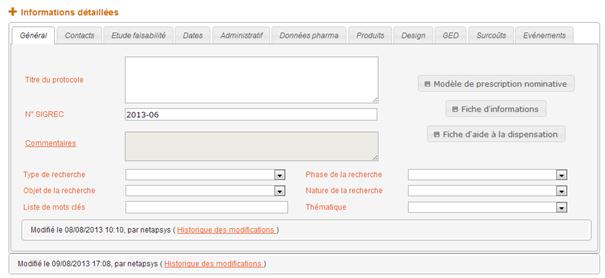 Informations détaillées
Général Contacts Etude faisabilité Dates Administratif Données pharma Produits Design GED Surcoûts Evénements
Titre du protocole
Modèle de prescription nominative
N° SIGREC 2013-06
Fiche d'informations
Fiche d'aide à la dispensation
Commentaires
Type de recherche Phase de la recherche
Objet de la recherche Nature de la recherche
Liste de mots clés Thématique
Modifié le 08/08/2013 10:10, par netapsys ( Historique des modifications )
Modifié le 09/08/2013 17:08, par netapsys ( Historique des modifications )